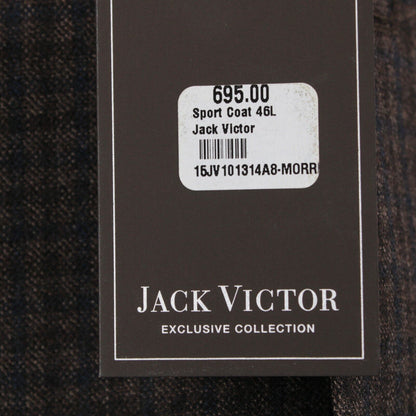 695.00
Sport Coat 46L
Jack Victor
15JV101314A8-MORR
JACK VICTOR
EXCLUSIVE COLLECTION